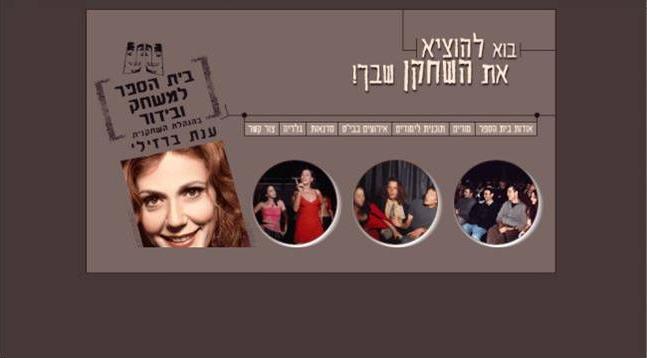 בוא להוציא
את השחקן שבך!
בית הספר
למשחק
ובידור
בהנהלת השחקנית
ענת ברזילי
אודות בית הספר מורים תוכנית לימודים אירועים בבי"ס סדנאות גלריה צור קשר